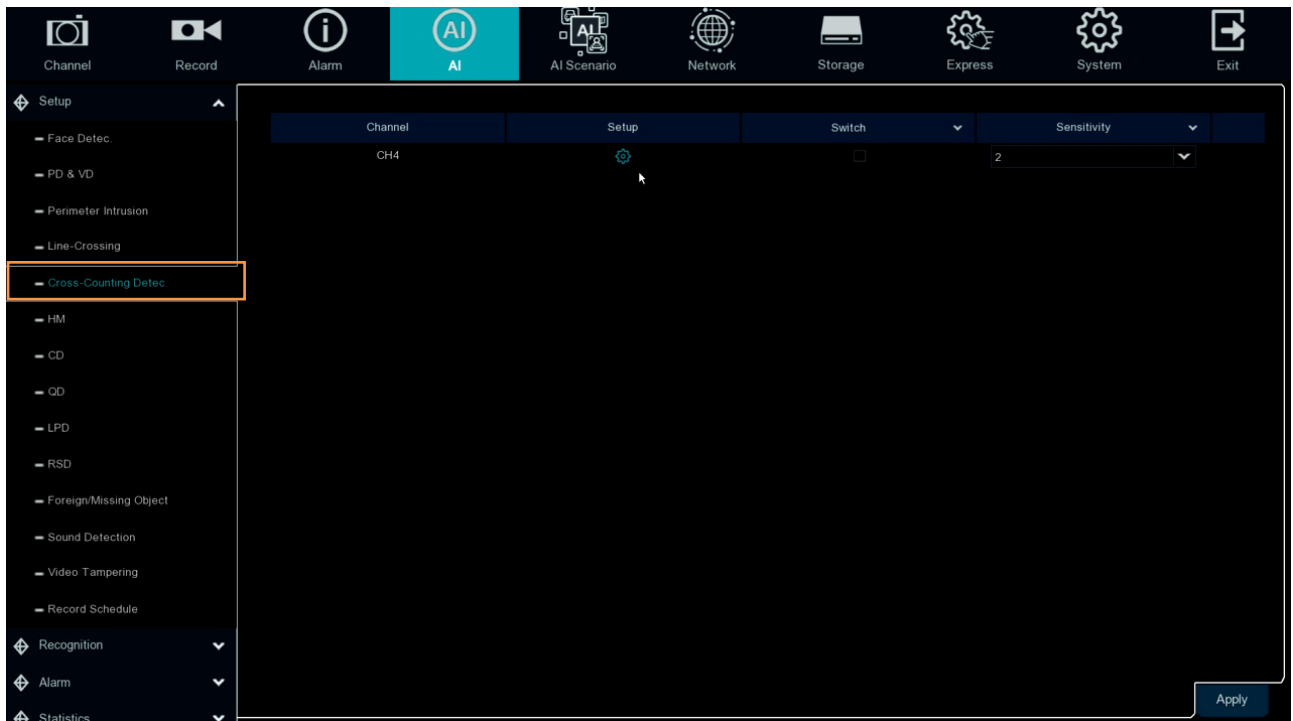 Channel Record Alarm AI AI Scenario Network Storage Express System Exit
Setup
Face Detec.
PD & VD
Perimeter Intrusion
Line-Crossing
Cross-Counting Detec.
HM
CD
QD
LPD
RSD
Foreign/Missing Object
Sound Detection
Video Tampering
Record Schedule
Recognition
Alarm
Statistics
Channel Setup Switch Sensitivity
CH4 2
Apply